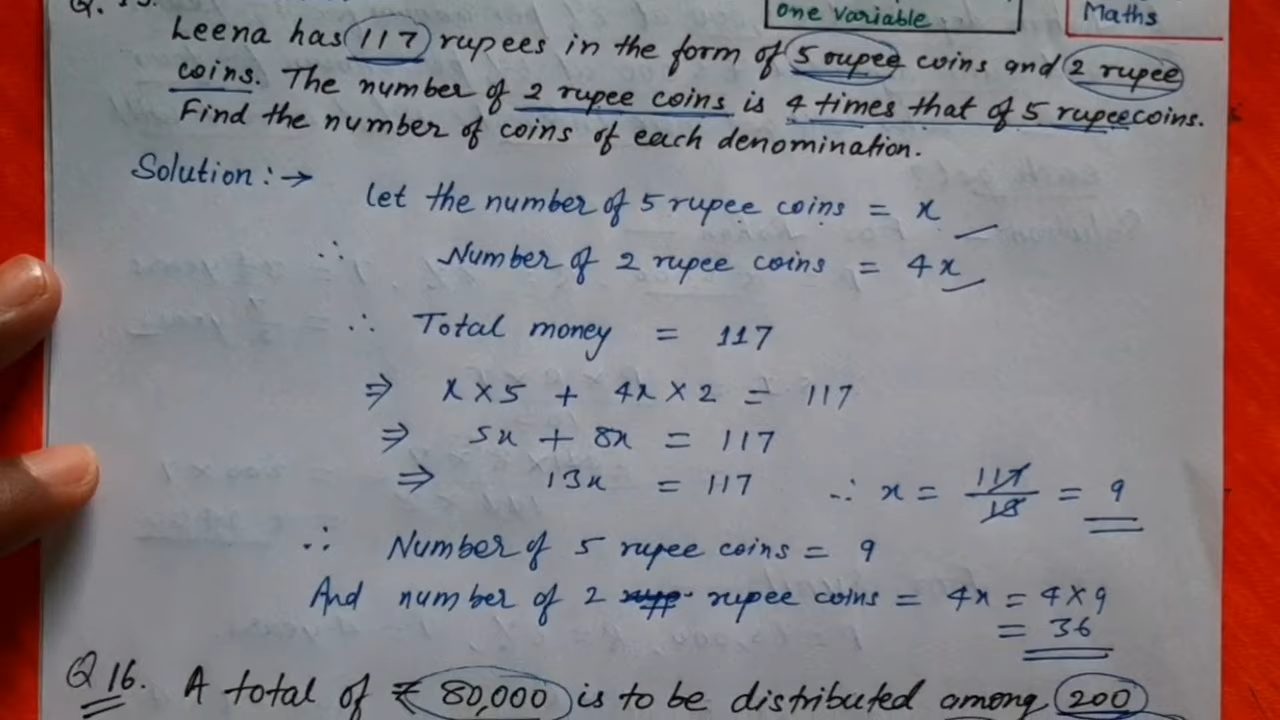 one Variable
Maths
Leena has 117 rupees in the form of 5 rupee coins and 2 rupee
coins. The number of 2 rupee coins is 4 times that of 5 rupee coins.
Find the number of coins of each denomination.
Solution :→
let the number of 5 rupee coins = x
∴ Number of 2 rupee coins = 4x
∴ Total money = 117
⇒ x × 5 + 4x × 2 = 117
⇒ 5x + 8x = 117
⇒ 13x = 117 ∴ x = 117/13 = 9
∴ Number of 5 rupee coins = 9
And number of 2 rupee coins = 4x = 4 × 9
= 36
Q 16. A total of ₹ 80,000 is to be distributed among 200